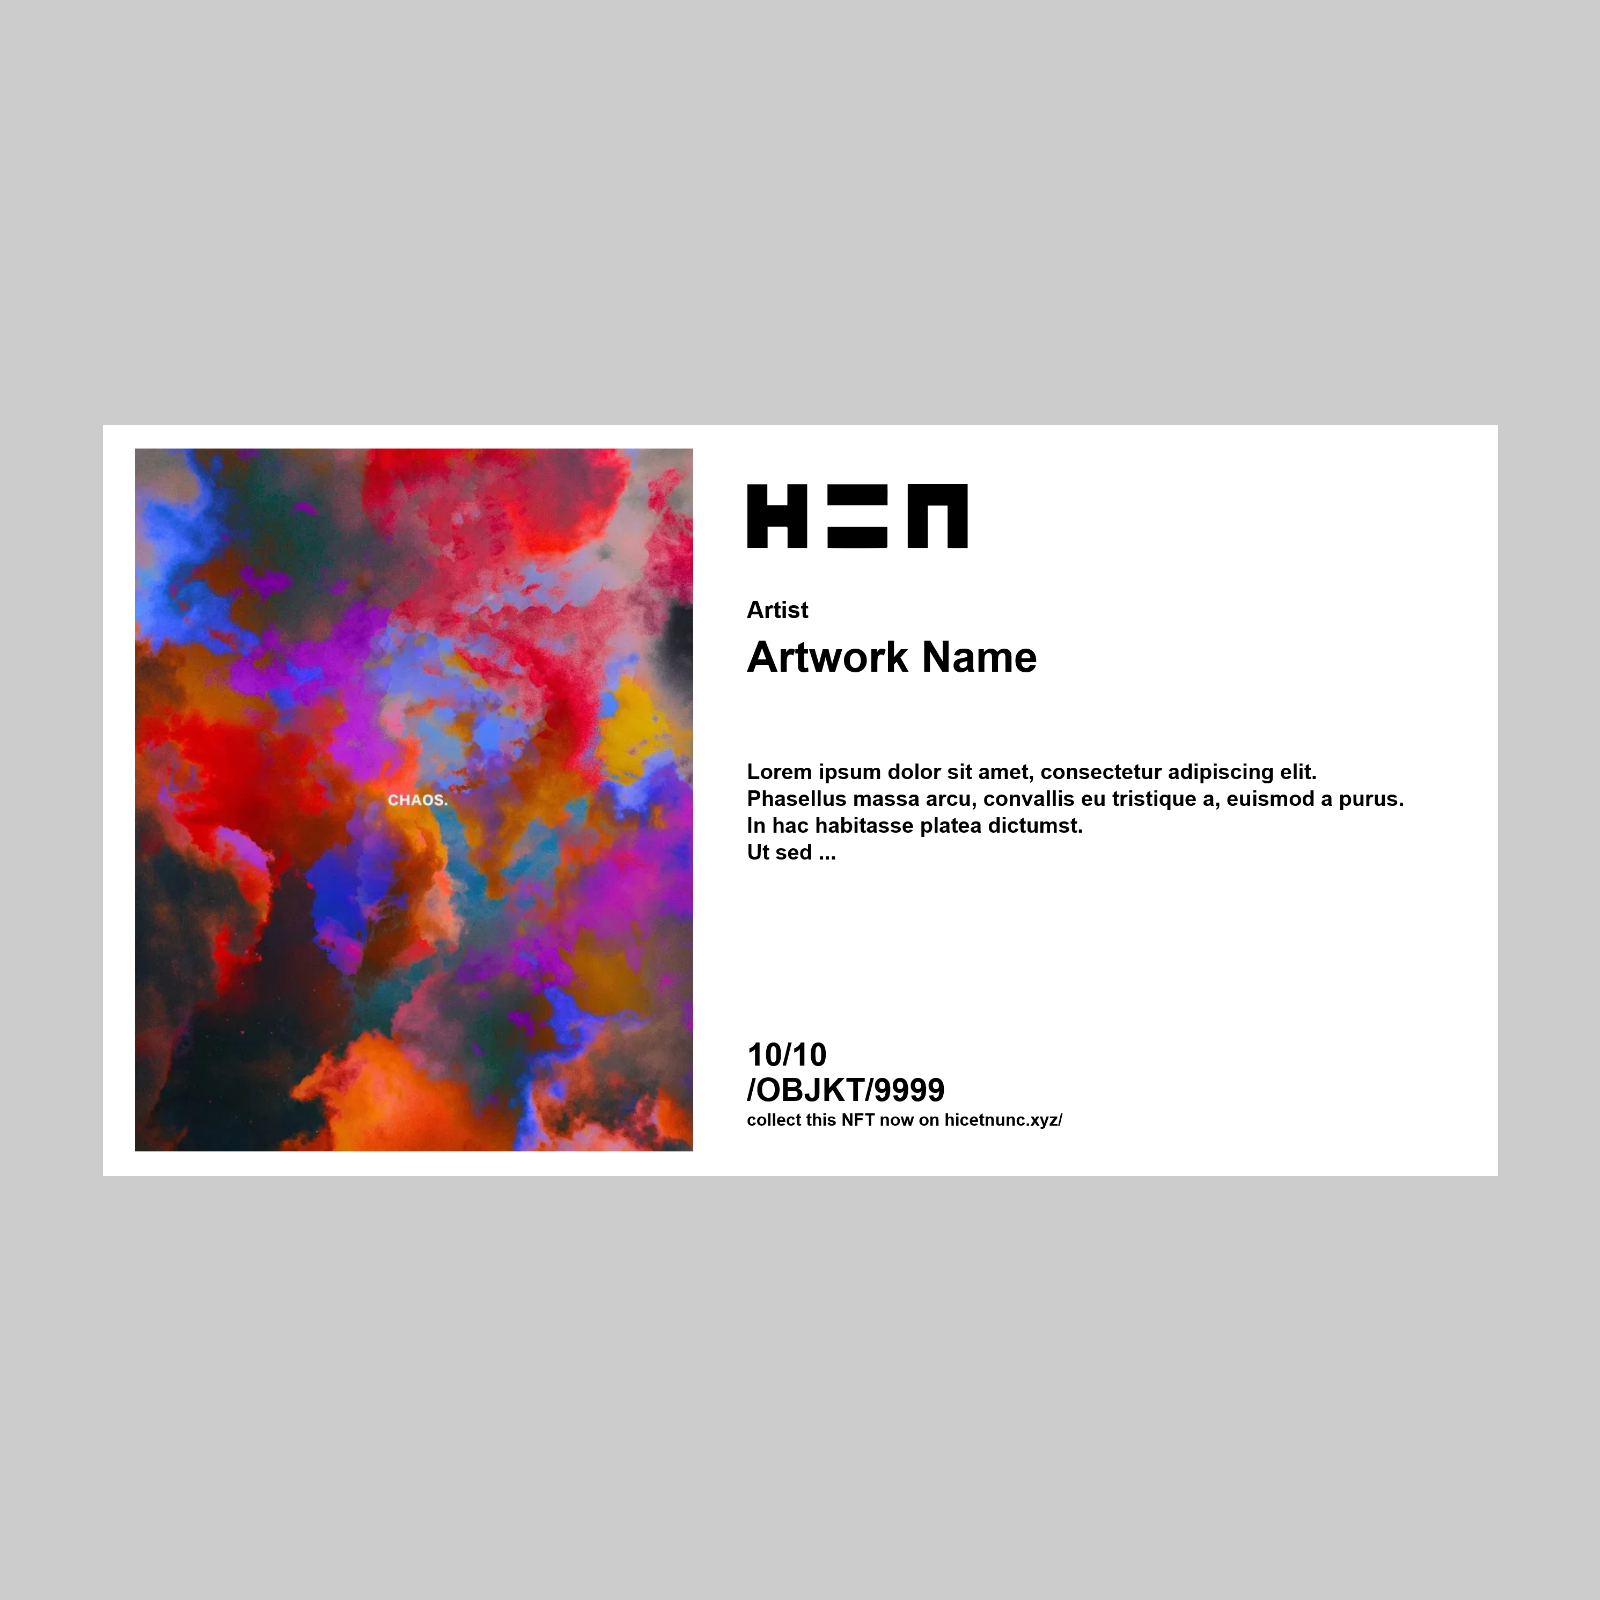 CHAOS.
HEN
Artist
Artwork Name
Lorem ipsum dolor sit amet, consectetur adipiscing elit.
Phasellus massa arcu, convallis eu tristique a, euismod a purus.
In hac habitasse platea dictumst.
Ut sed ...
10/10
/OBJKT/9999
collect this NFT now on hicetnunc.xyz/